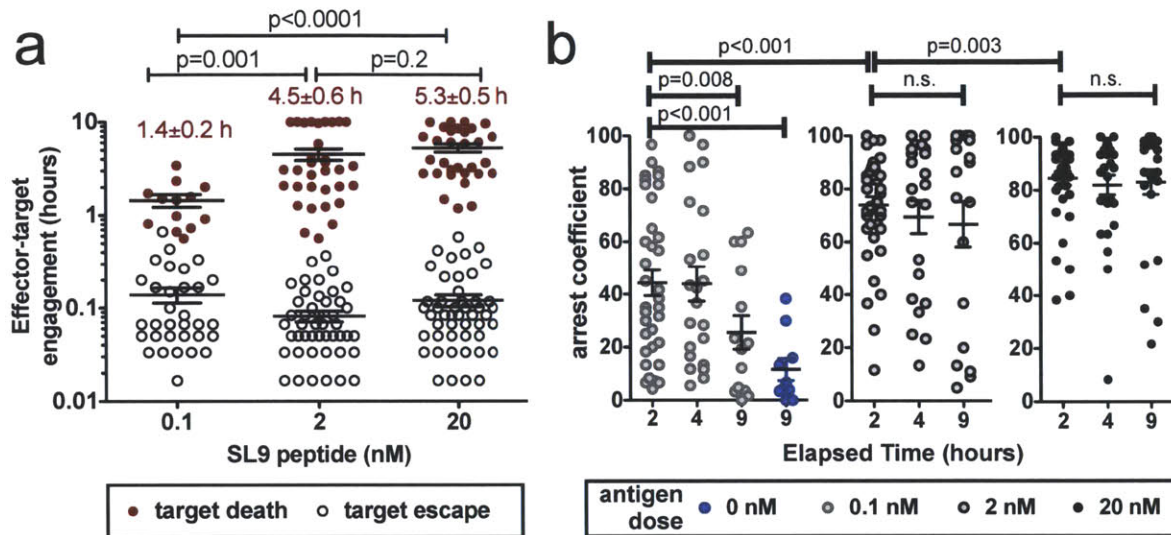 a
p<0.0001
p=0.001
p=0.2
1.4±0.2 h
4.5±0.6 h
5.3±0.5 h
Effector-target
engagement (hours)
10
1
0.1
0.01
0.1
2
20
SL9 peptide (nM)
target death
target escape
b
p<0.001
p=0.003
p=0.008
p<0.001
n.s.
n.s.
arrest coefficient
100
80
60
40
20
0
2
4
9
9
100
80
60
40
20
0
2
4
9
100
80
60
40
20
0
2
4
9
Elapsed Time (hours)
antigen
dose
0 nM
0.1 nM
2 nM
20 nM